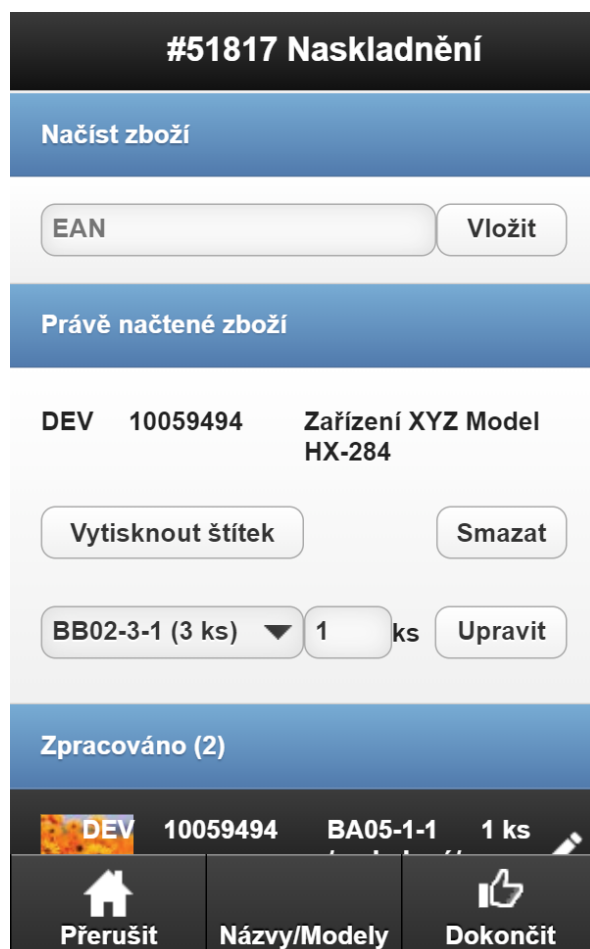 #51817 Naskladnění
Načíst zboží
EAN Vložit
Právě načtené zboží
DEV 10059494 Zařízení XYZ Model
HX-284
Vytisknout štítek Smazat
BB02-3-1 (3 ks) 1 ks Upravit
Zpracováno (2)
DEV 10059494 BA05-1-1 1 ks
Přerušit Názvy/Modely Dokončit